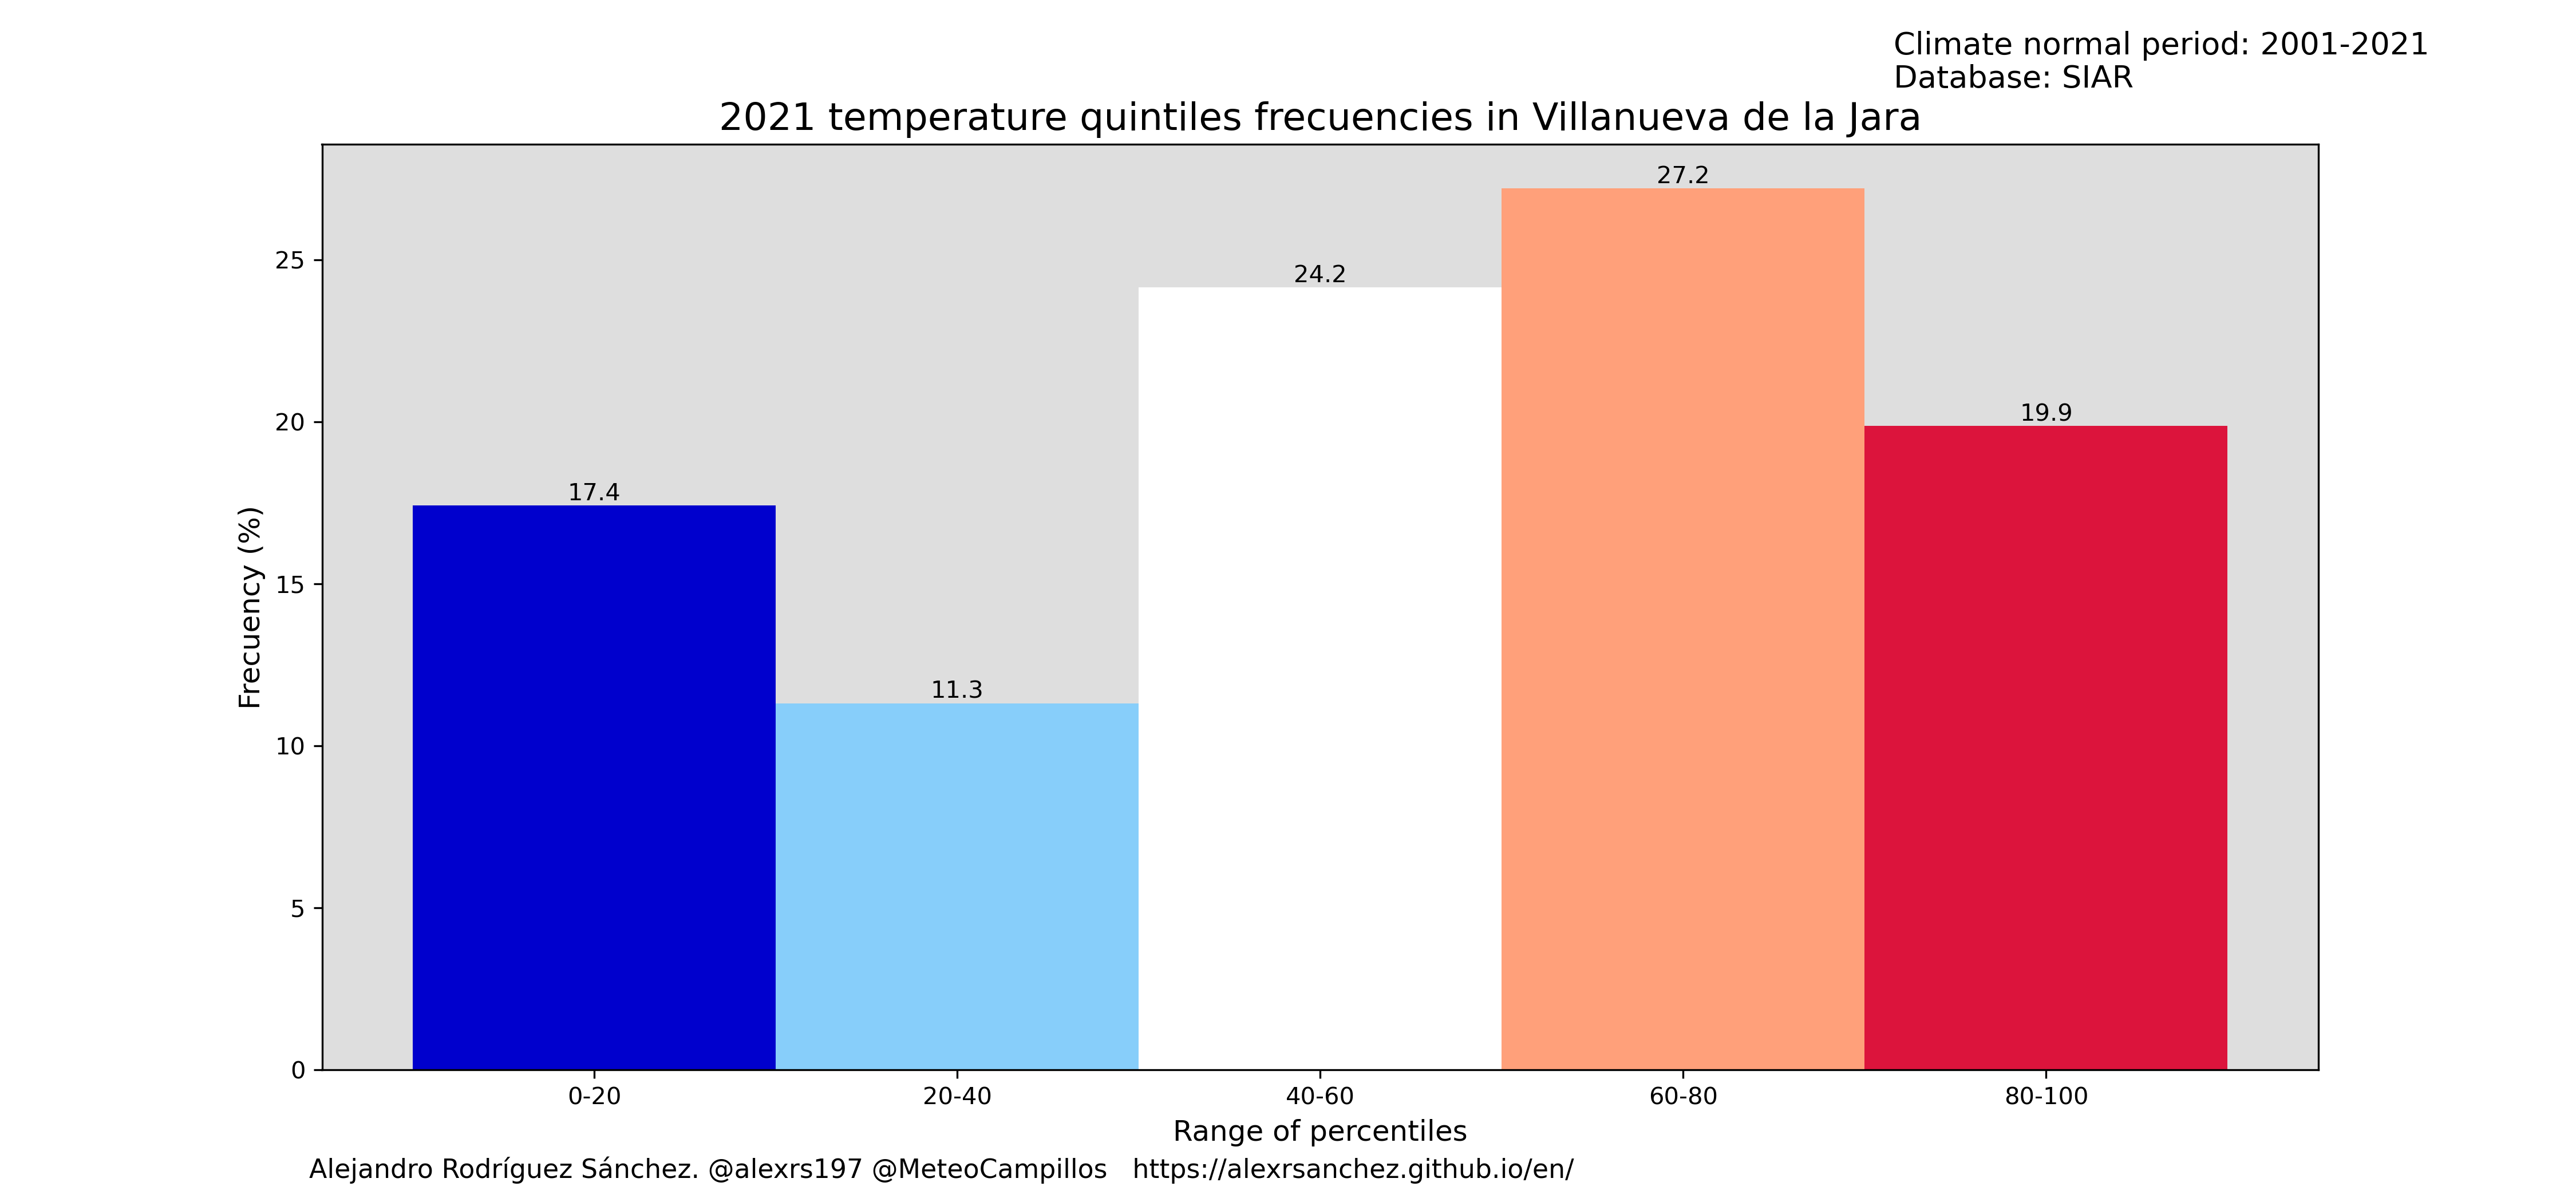 Climate normal period: 2001-2021
Database: SIAR
2021 temperature quintiles frecuencies in Villanueva de la Jara
27.2
25
24.2
20
19.9
17.4
Frecuency (%)
15
11.3
10
5
0
0-20 20-40 40-60 60-80 80-100
Range of percentiles
Alejandro Rodríguez Sánchez. @alexrs197 @MeteoCampillos https://alexrsanchez.github.io/en/